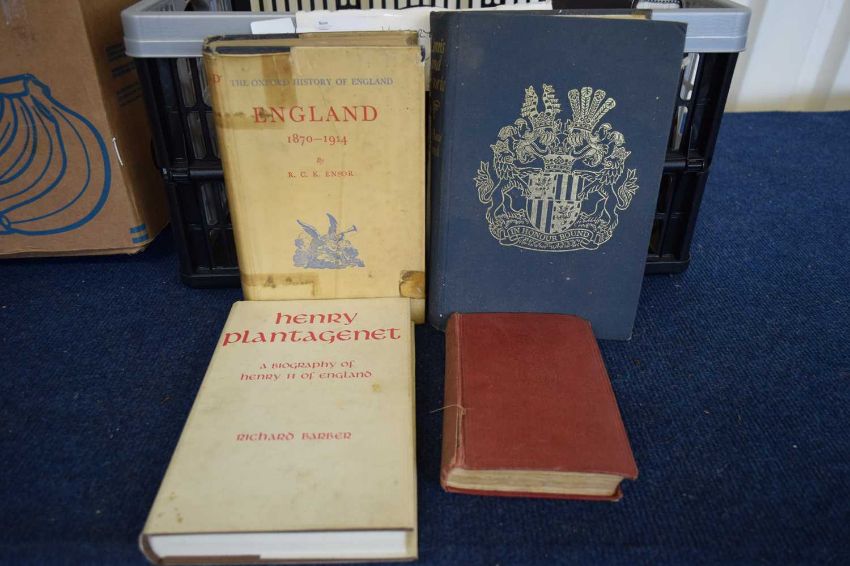 THE OXFORD HISTORY OF ENGLAND
ENGLAND
1870–1914
By
R. C. K. ENSOR
IN HONOUR BOUND
Henry
Plantagenet
A Biography of
Henry II of England
Richard Barber